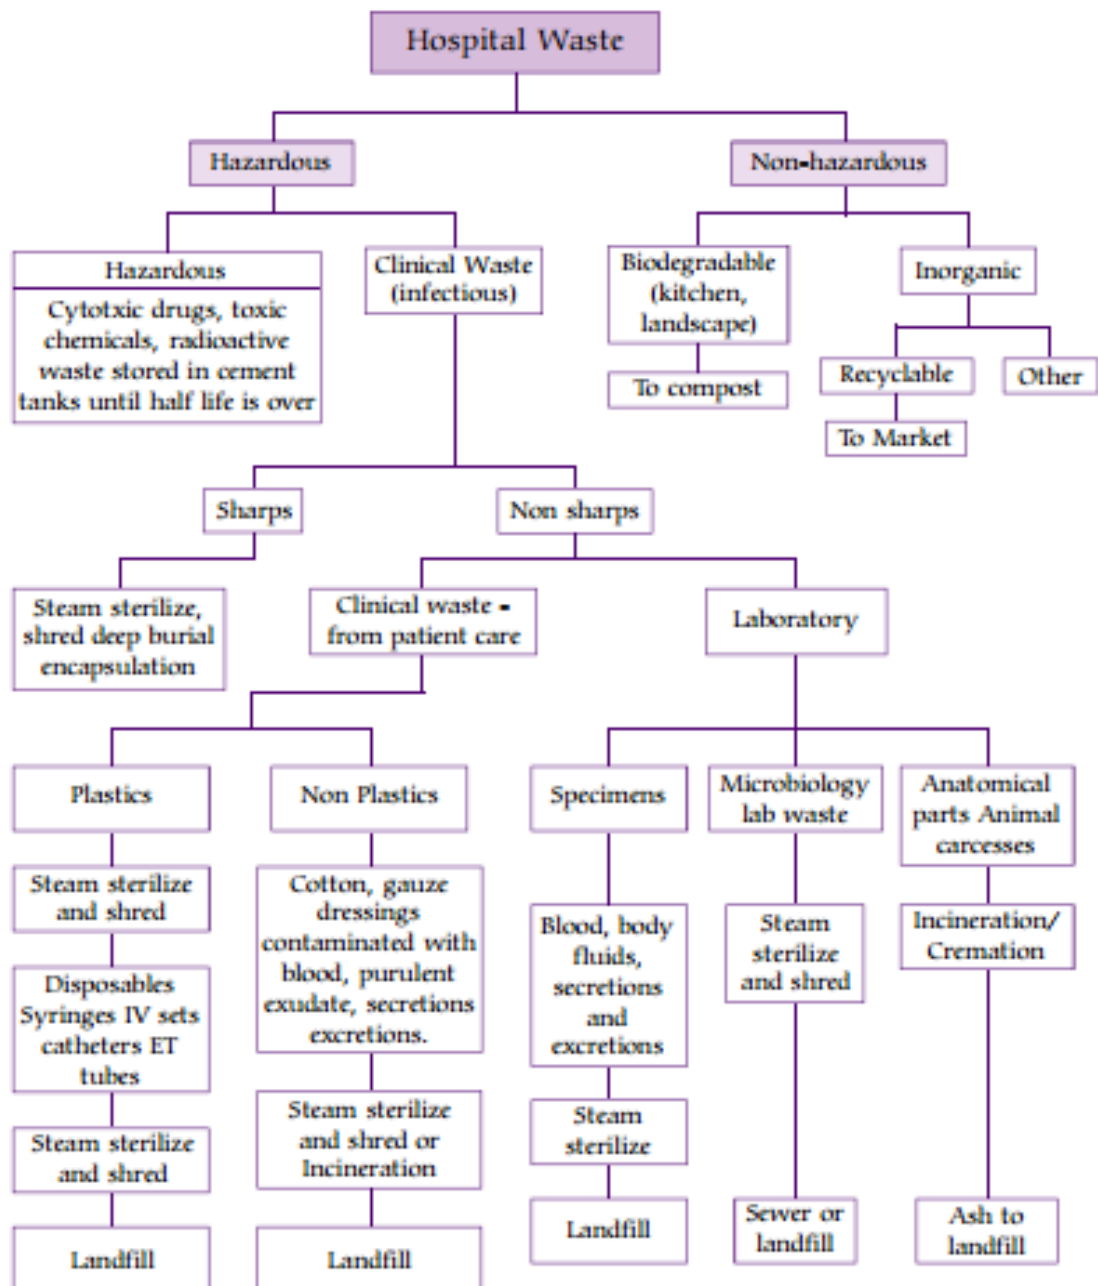 Hospital Waste
Hazardous
Non-hazardous
Hazardous
Cytotxic drugs, toxic
chemicals, radioactive
waste stored in cement
tanks until half life is over
Clinical Waste
(infectious)
Biodegradable
(kitchen,
landscape)
Inorganic
To compost
Recyclable
Other
To Market
Sharps
Non sharps
Steam sterilize,
shred deep burial
encapsulation
Clinical waste -
from patient care
Laboratory
Plastics
Non Plastics
Specimens
Microbiology
lab waste
Anatomical
parts Animal
carcesses
Steam sterilize
and shred
Cotton, gauze
dressings
contaminated with
blood, purulent
exudate, secretions
excretions.
Blood, body
fluids,
secretions
and
excretions
Steam
sterilize
and shred
Incineration/
Cremation
Disposables
Syringes IV sets
catheters ET
tubes
Steam sterilize
and shred
Steam sterilize
and shred or
Incineration
Steam
sterilize
Landfill
Landfill
Landfill
Sewer or
landfill
Ash to
landfill